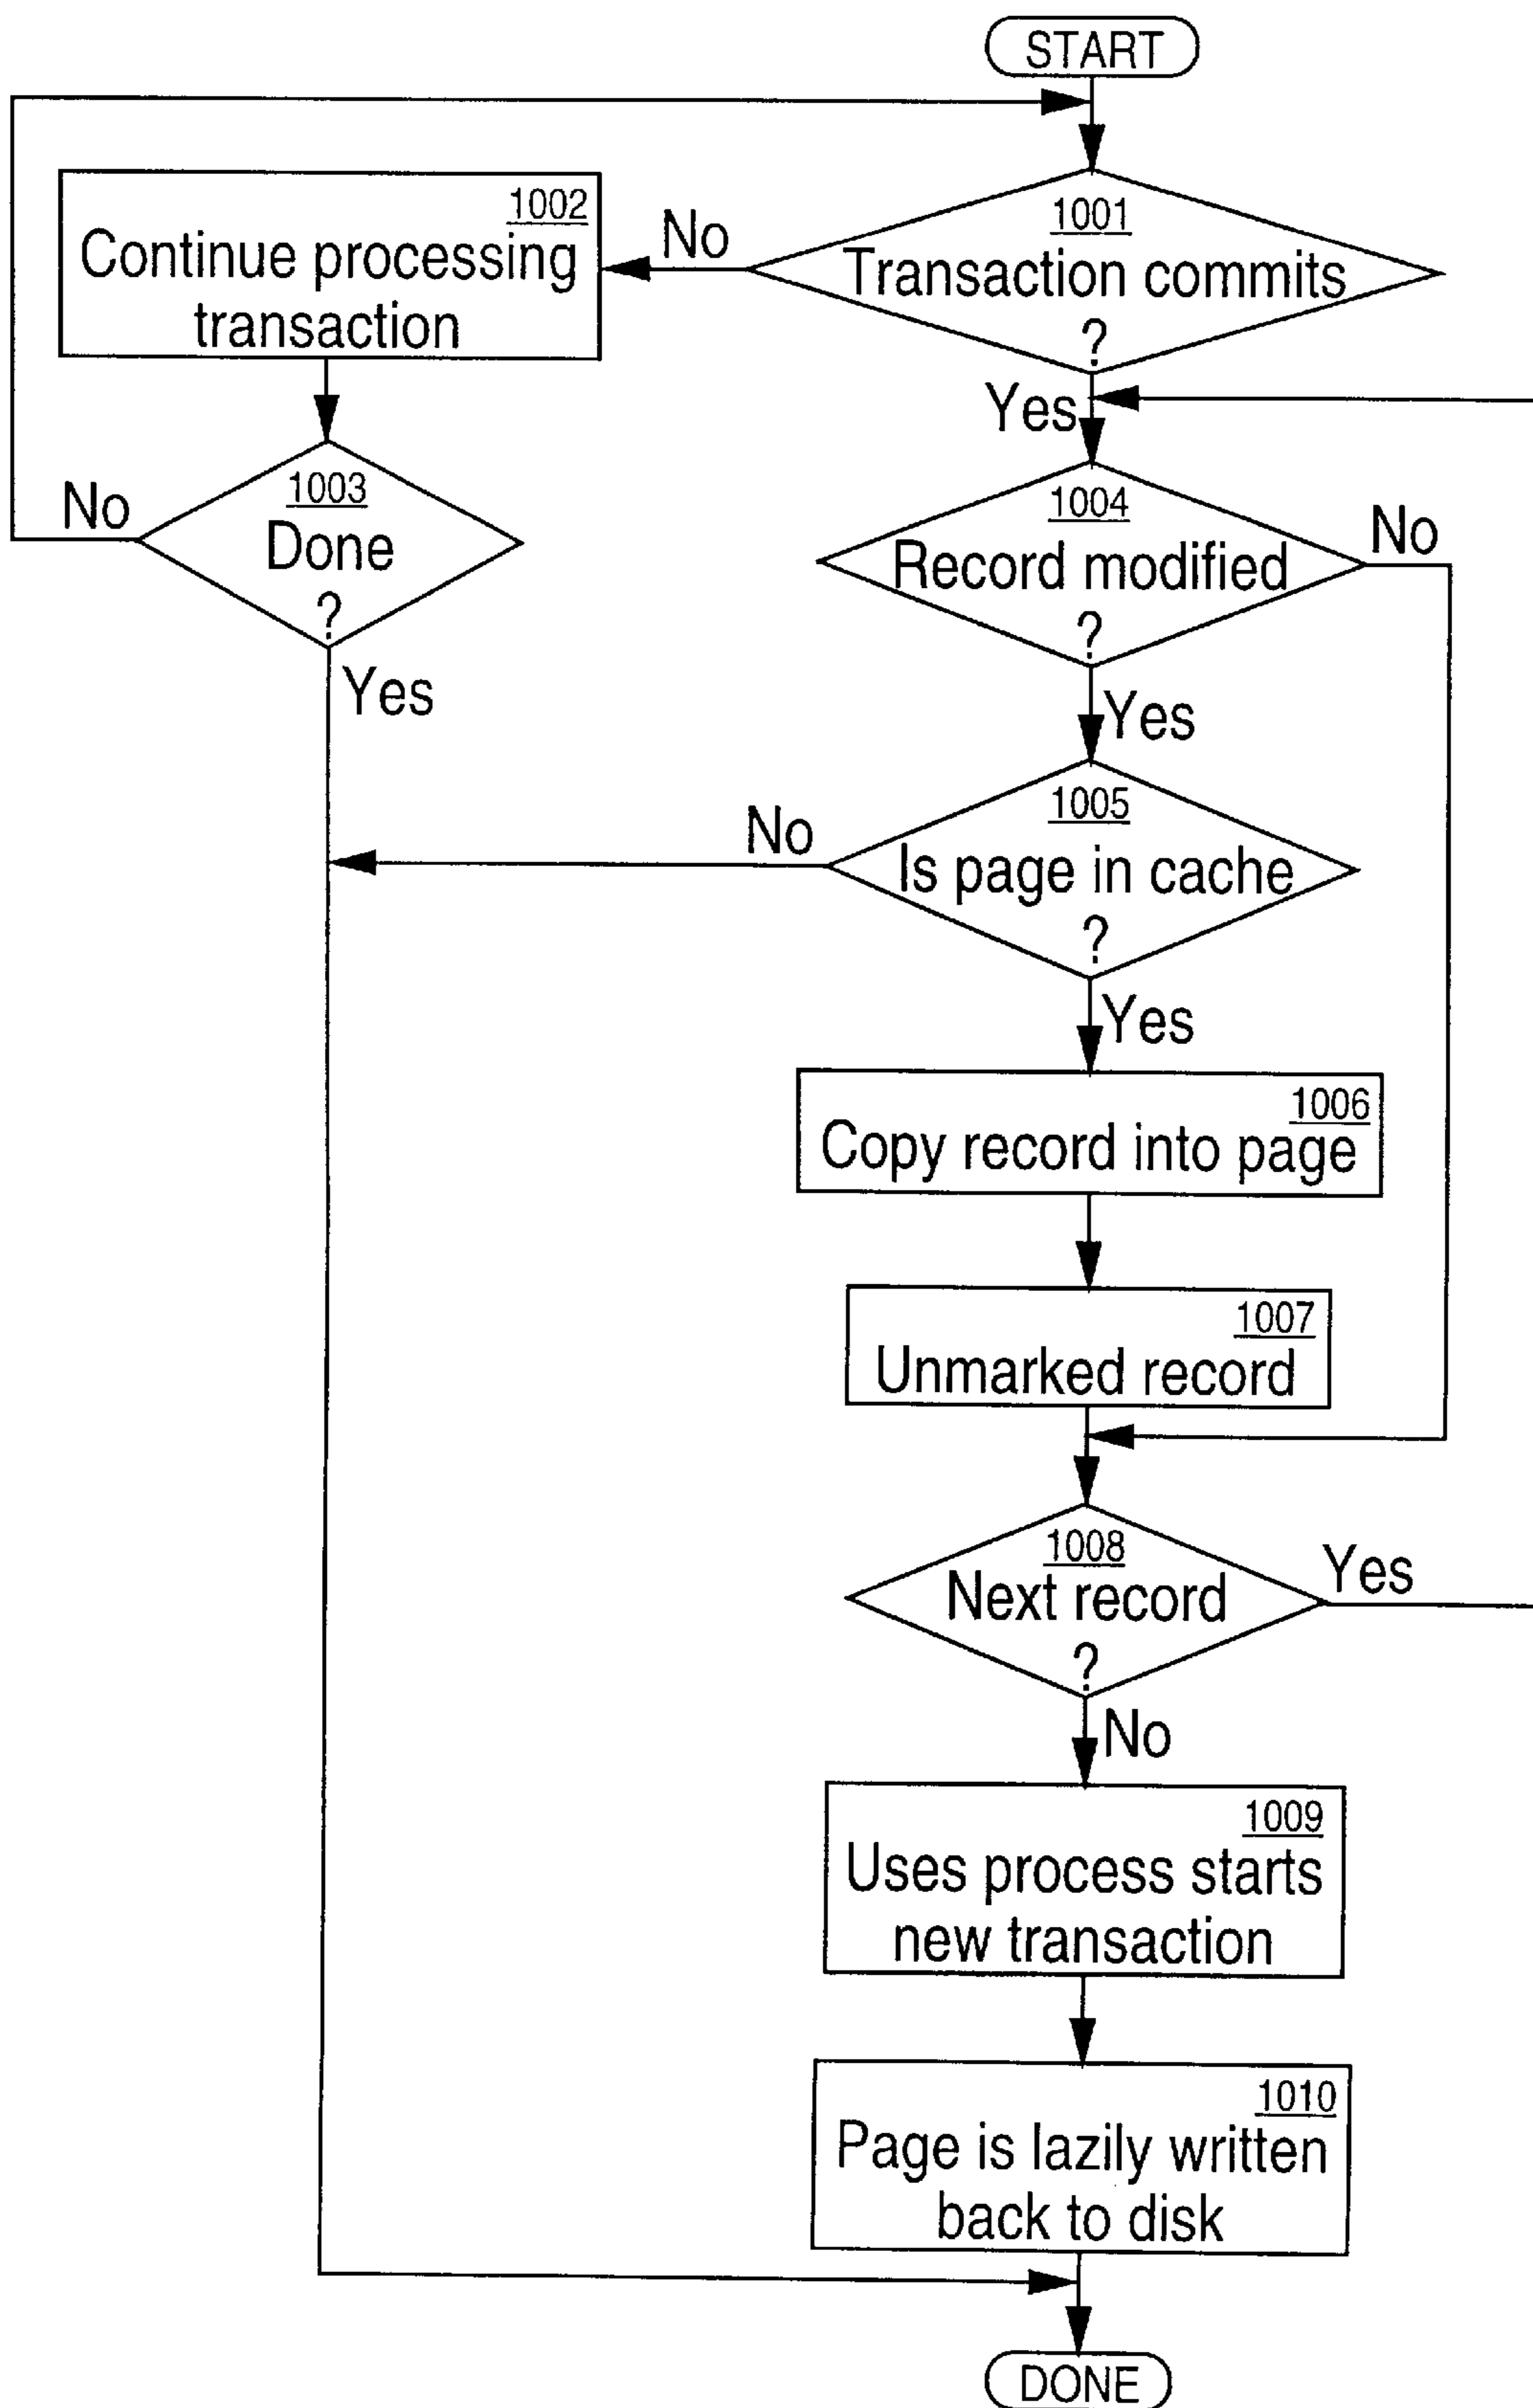 START
1001
Transaction commits
?
No
Yes
1002
Continue processing
transaction
1003
Done
?
No
Yes
1004
Record modified
?
No
Yes
1005
Is page in cache
?
No
Yes
1006
Copy record into page
1007
Unmarked record
1008
Next record
?
Yes
No
1009
Uses process starts
new transaction
1010
Page is lazily written
back to disk
DONE